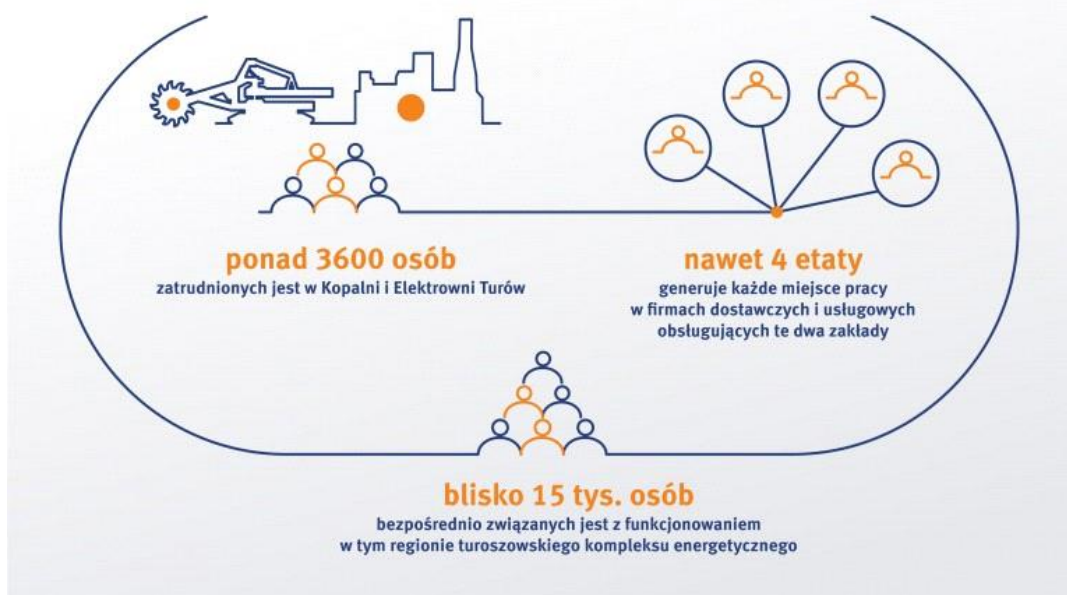 ponad 3600 osób
zatrudnionych jest w Kopalni i Elektrowni Turów
nawet 4 etaty
generuje każde miejsce pracy
w firmach dostawczych i usługowych
obsługujących te dwa zakłady
blisko 15 tys. osób
bezpośrednio związanych jest z funkcjonowaniem
w tym regionie turoszowskiego kompleksu energetycznego